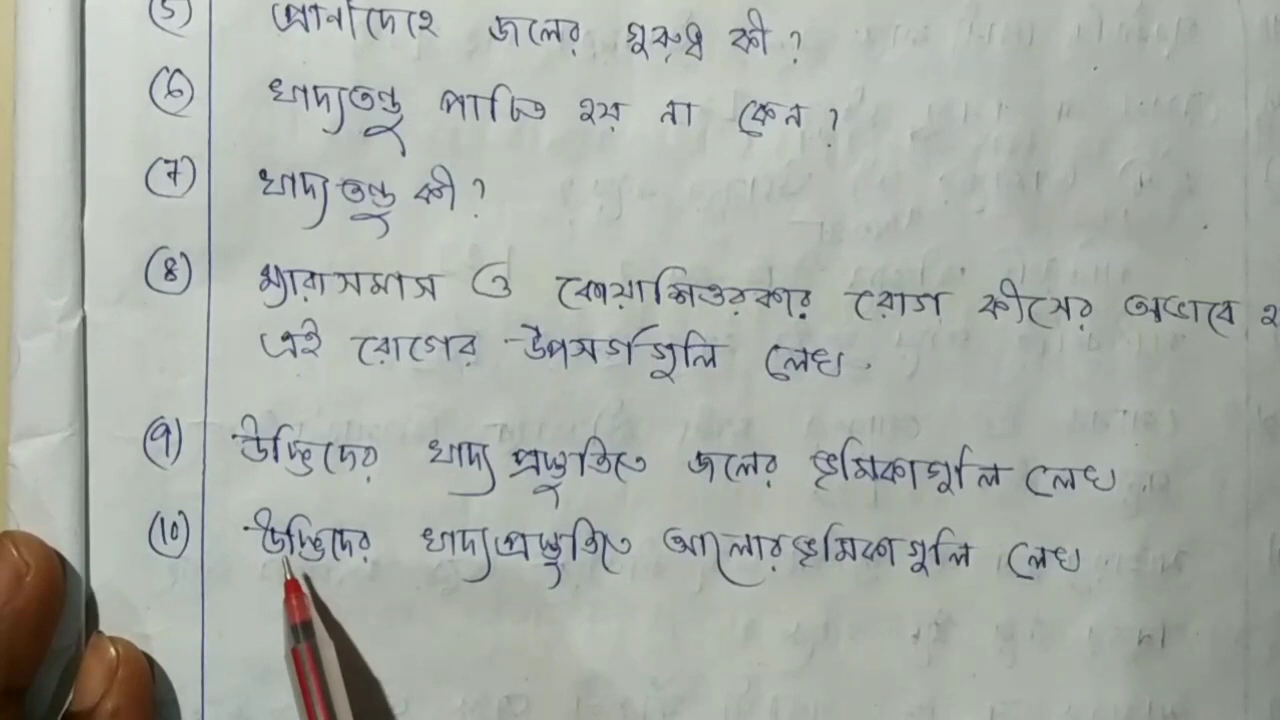 (5) প্রাণীদেহে জলের গুরুত্ব কী?
(6) খাদ্যতন্তু পাচিত হয় না কেন?
(7) খাদ্যতন্তু কী?
(8) ম্যারাসমাস ও কোয়াশিওরকার রোগ কীসের অভাবে
এই রোগের উপসর্গগুলি লেখ.
(9) উদ্ভিদের খাদ্য প্রস্তুতিতে জলের ভূমিকাগুলি লেখ.
(10) উদ্ভিদের খাদ্যপ্রস্তুতিতে আলোর ভূমিকাগুলি লেখ